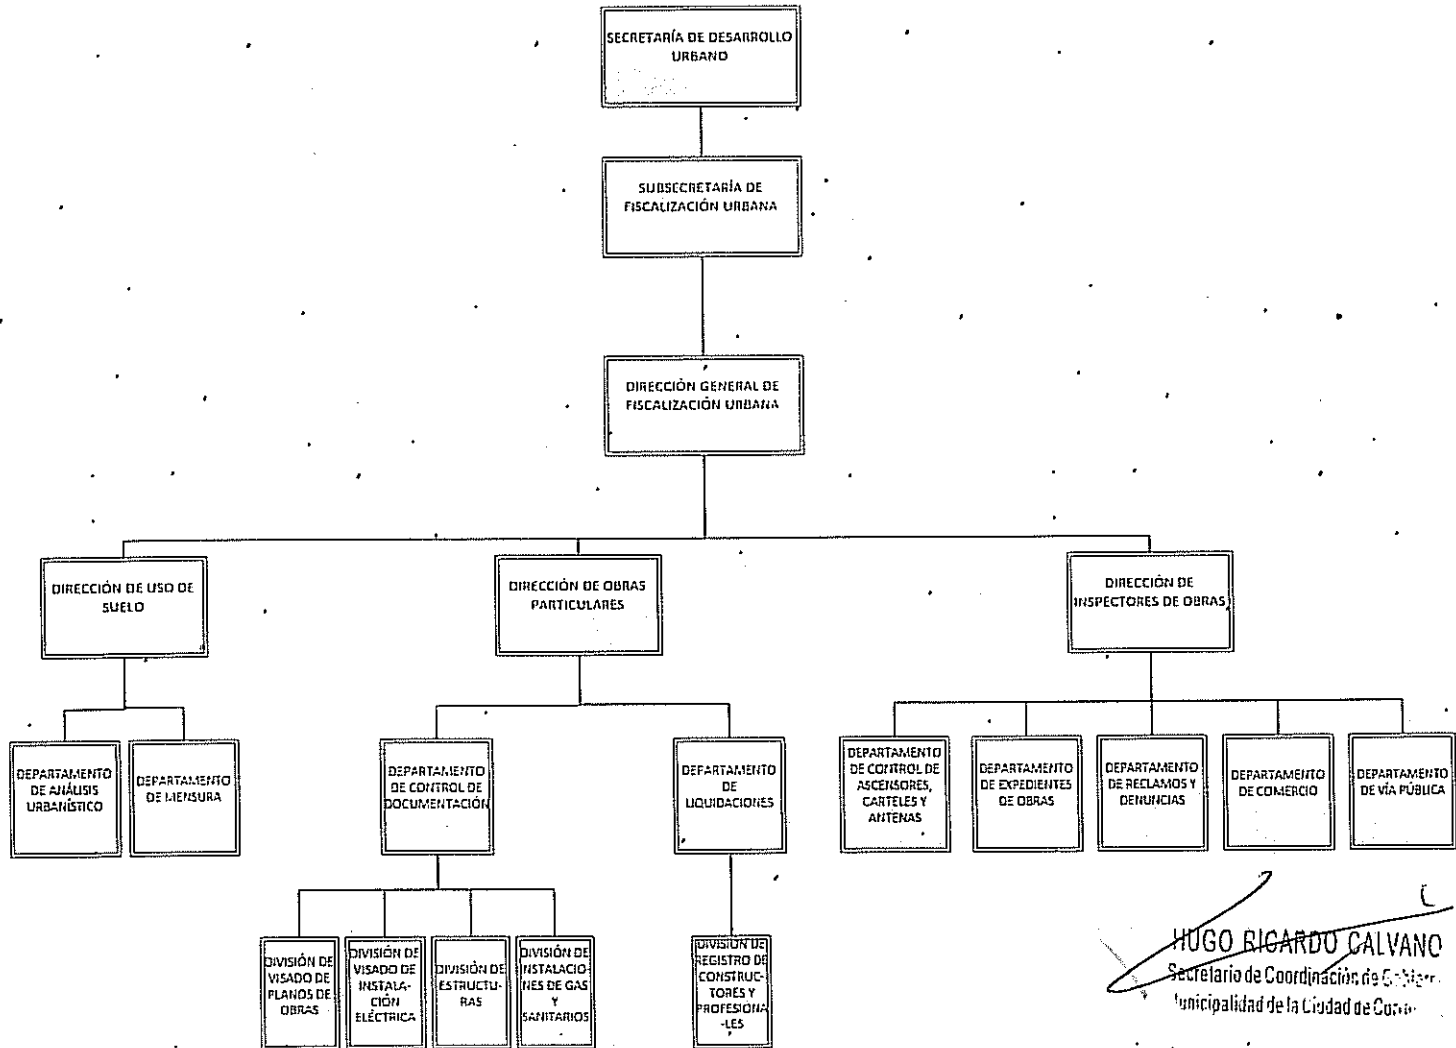 SECRETARÍA DE DESARROLLO
URBANO
SUBSECRETARÍA DE
FISCALIZACIÓN URBANA
DIRECCIÓN GENERAL DE
FISCALIZACIÓN URBANA
DIRECCIÓN DE USO DE
SUELO
DIRECCIÓN DE OBRAS
PARTICULARES
DIRECCIÓN DE
INSPECTORES DE OBRAS
DEPARTAMENTO
DE ANÁLISIS
URBANÍSTICO
DEPARTAMENTO
DE MENSURA
DEPARTAMENTO
DE CONTROL DE
DOCUMENTACIÓN
DEPARTAMENTO
DE
LIQUIDACIONES
DEPARTAMENTO
DE CONTROL DE
ASCENSORES,
CARTELES Y
ANTENAS
DEPARTAMENTO
DE EXPEDIENTES
DE OBRAS
DEPARTAMENTO
DE RECLAMOS Y
DENUNCIAS
DEPARTAMENTO
DE COMERCIO
DEPARTAMENTO
DE VÍA PÚBLICA
DIVISIÓN DE
VISADO DE
PLANOS DE
OBRAS
DIVISIÓN DE
VISADO DE
INSTALA-
CIÓN
ELÉCTRICA
DIVISIÓN DE
ESTRUCTU-
RAS
DIVISIÓN DE
INSTALACIO-
NES DE GAS
Y
SANITARIOS
DIVISIÓN DE
REGISTRO DE
CONSTRUC-
TORES Y
PROFESIONA
-LES
HUGO RICARDO CALVANO
Secretario de Coordinación de
Municipalidad de la Ciudad de